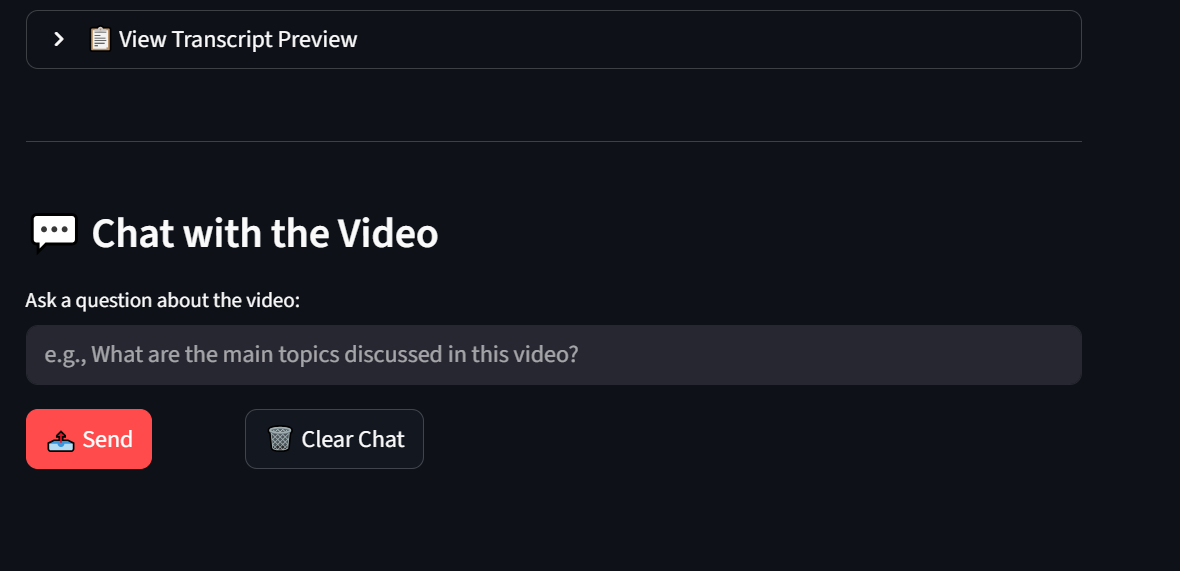 View Transcript Preview
Chat with the Video
Ask a question about the video:
e.g., What are the main topics discussed in this video?
Send
Clear Chat